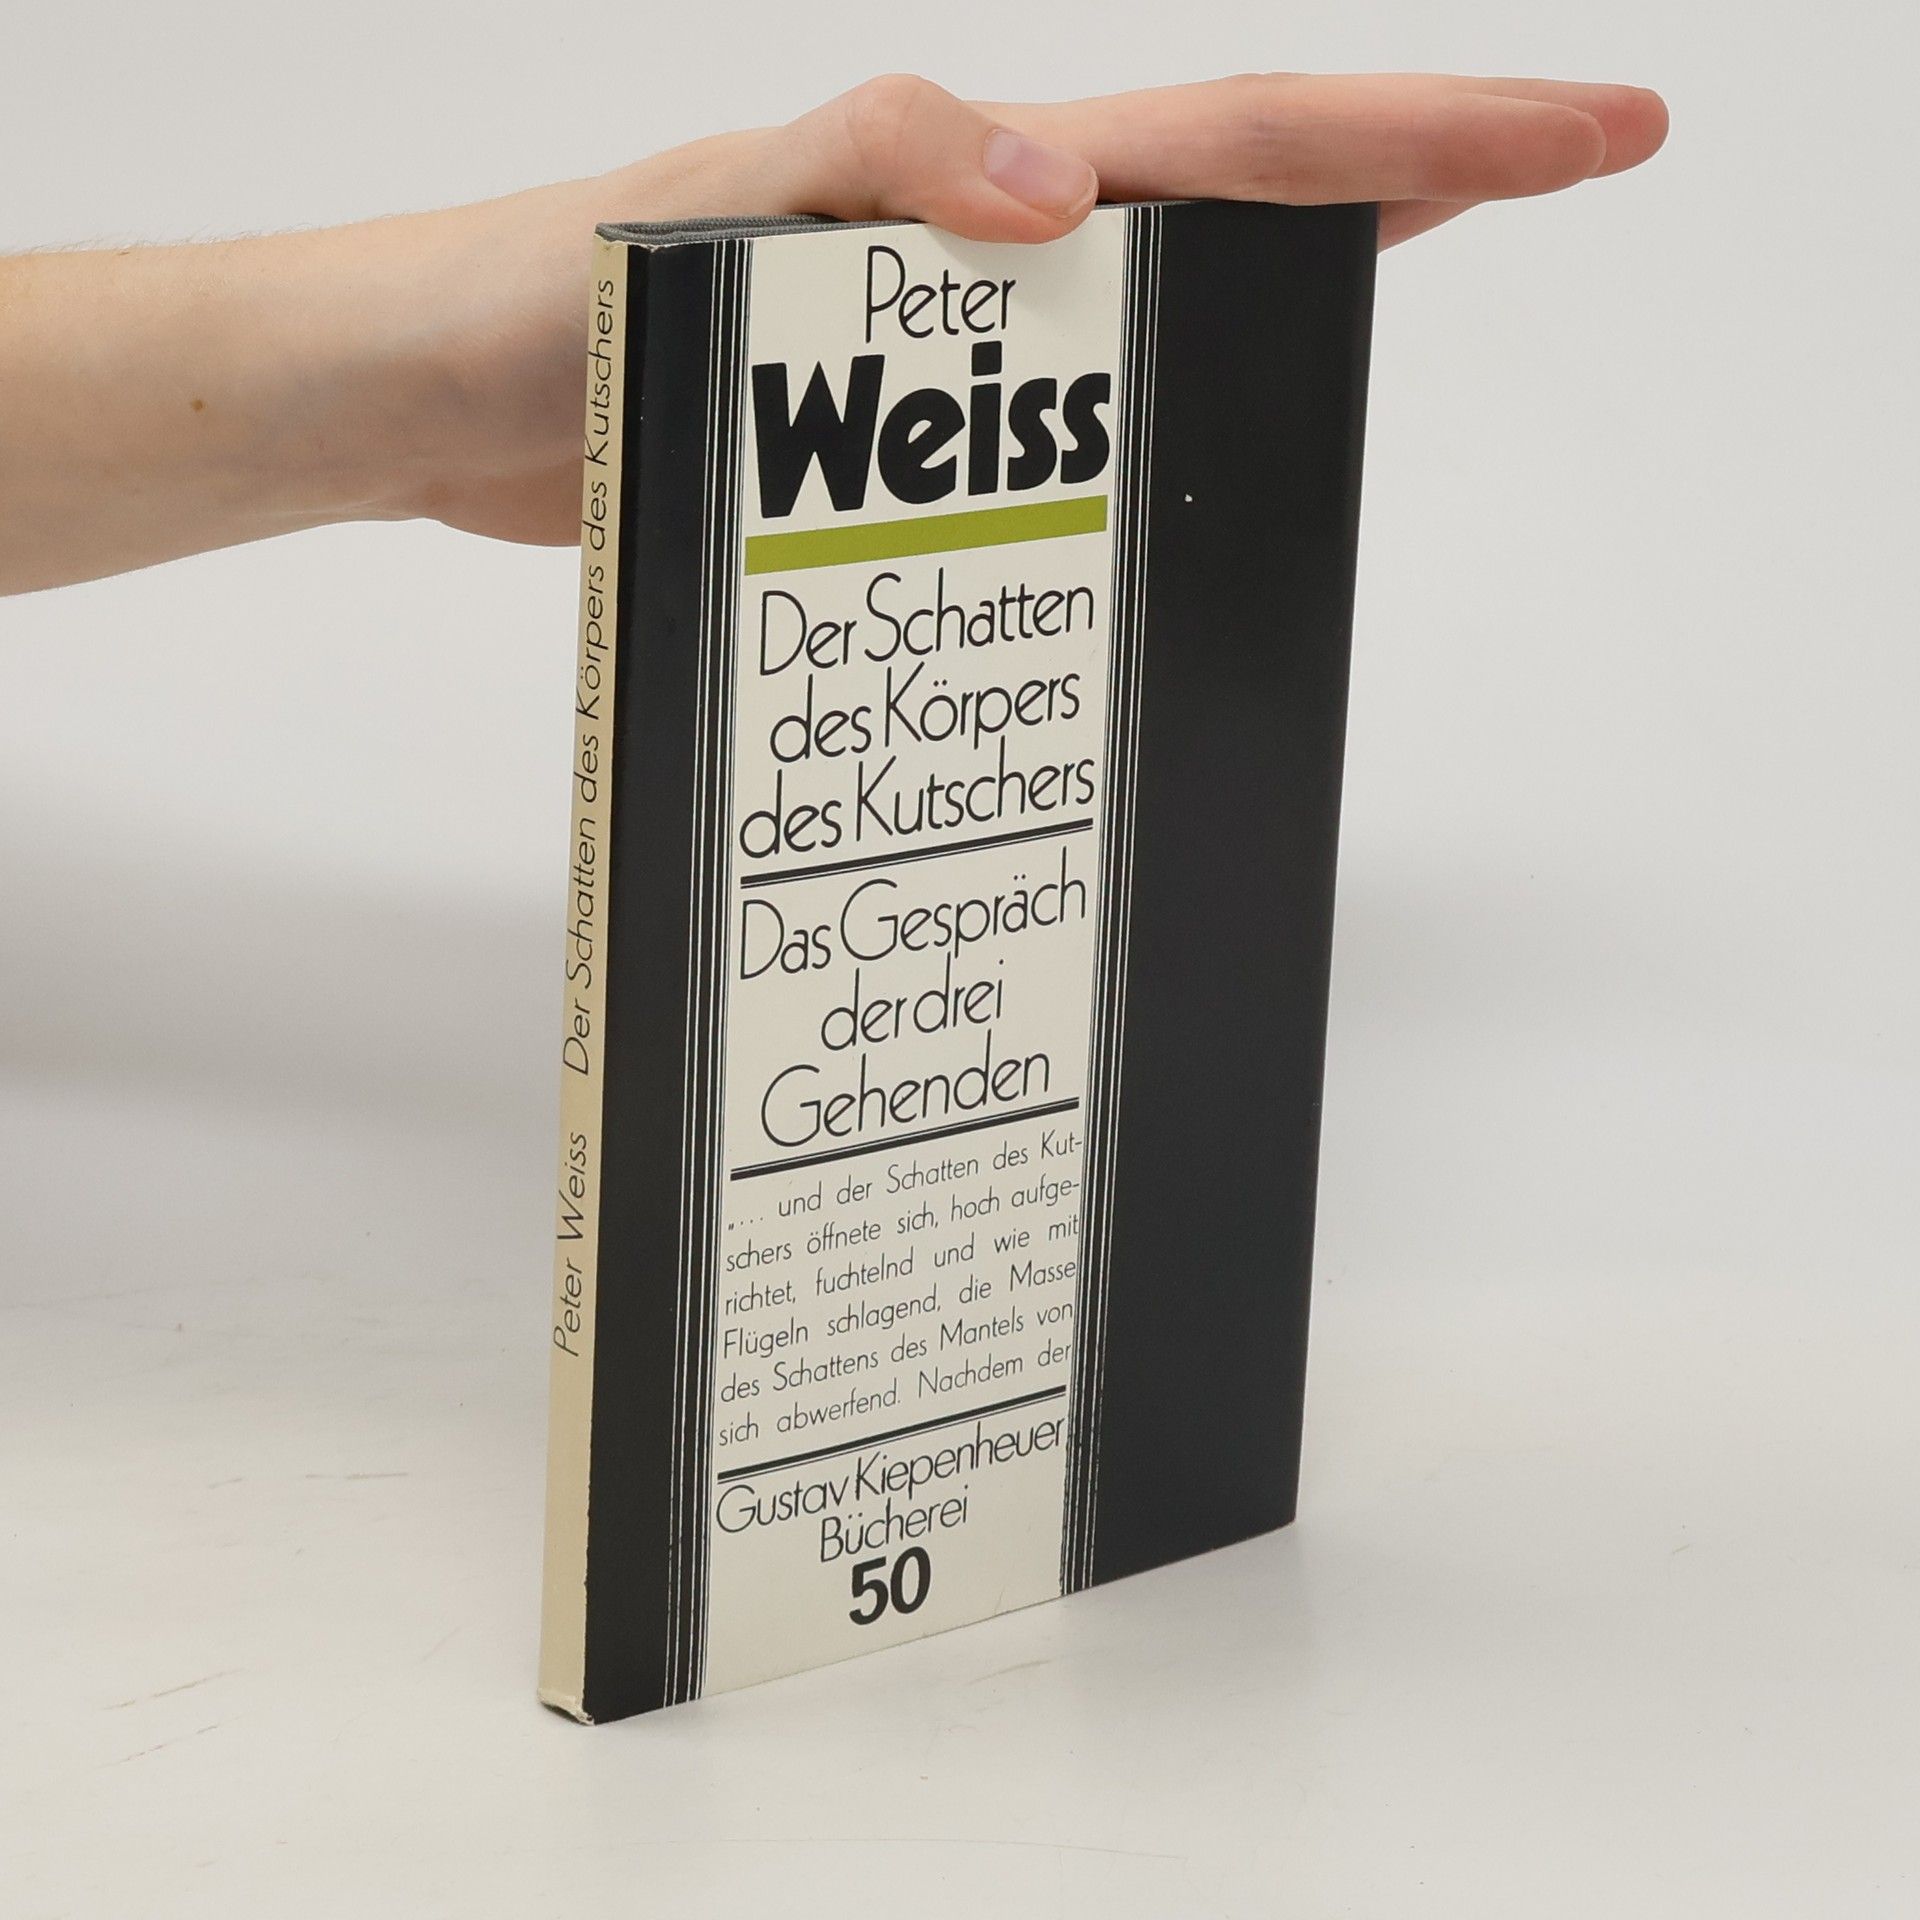 Peter Weiss Der Schatten des Körpers des Kutschers
Peter
Weiss
Der Schatten
des Körpers
des Kutschers
Das Gespräch
der drei
Gehenden
„... und der Schatten des Kut-
schers öffnete sich, hoch aufge-
richtet, fuchtelnd und wie mit
Flügeln schlagend, die Masse
des Schattens des Mantels von
sich abwerfend. Nachdem der
Gustav Kiepenheuer
Bücherei
50